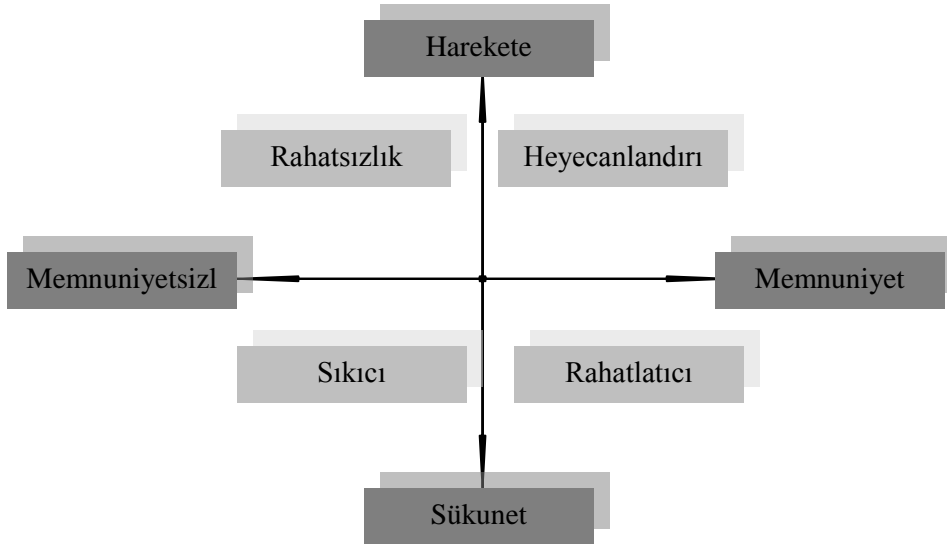 Harekete
Rahatsızlık
Heyecanlandırı
Memnuniyetsizl
Memnuniyet
Sıkıcı
Rahatlatıcı
Sükunet